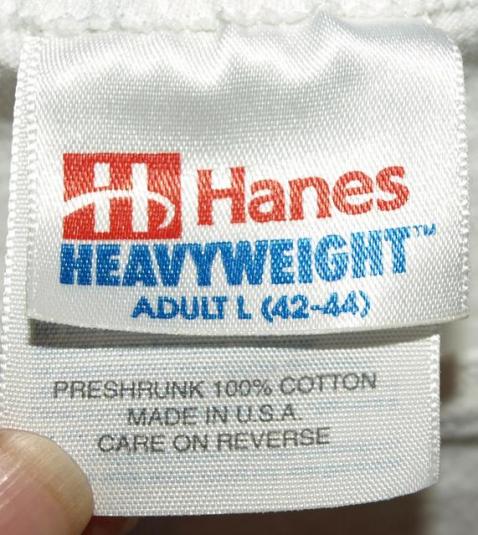 H Hanes
HEAVYWEIGHT™
ADULT L (42-44)
PRESHRUNK 100% COTTON
MADE IN U.S.A.
CARE ON REVERSE